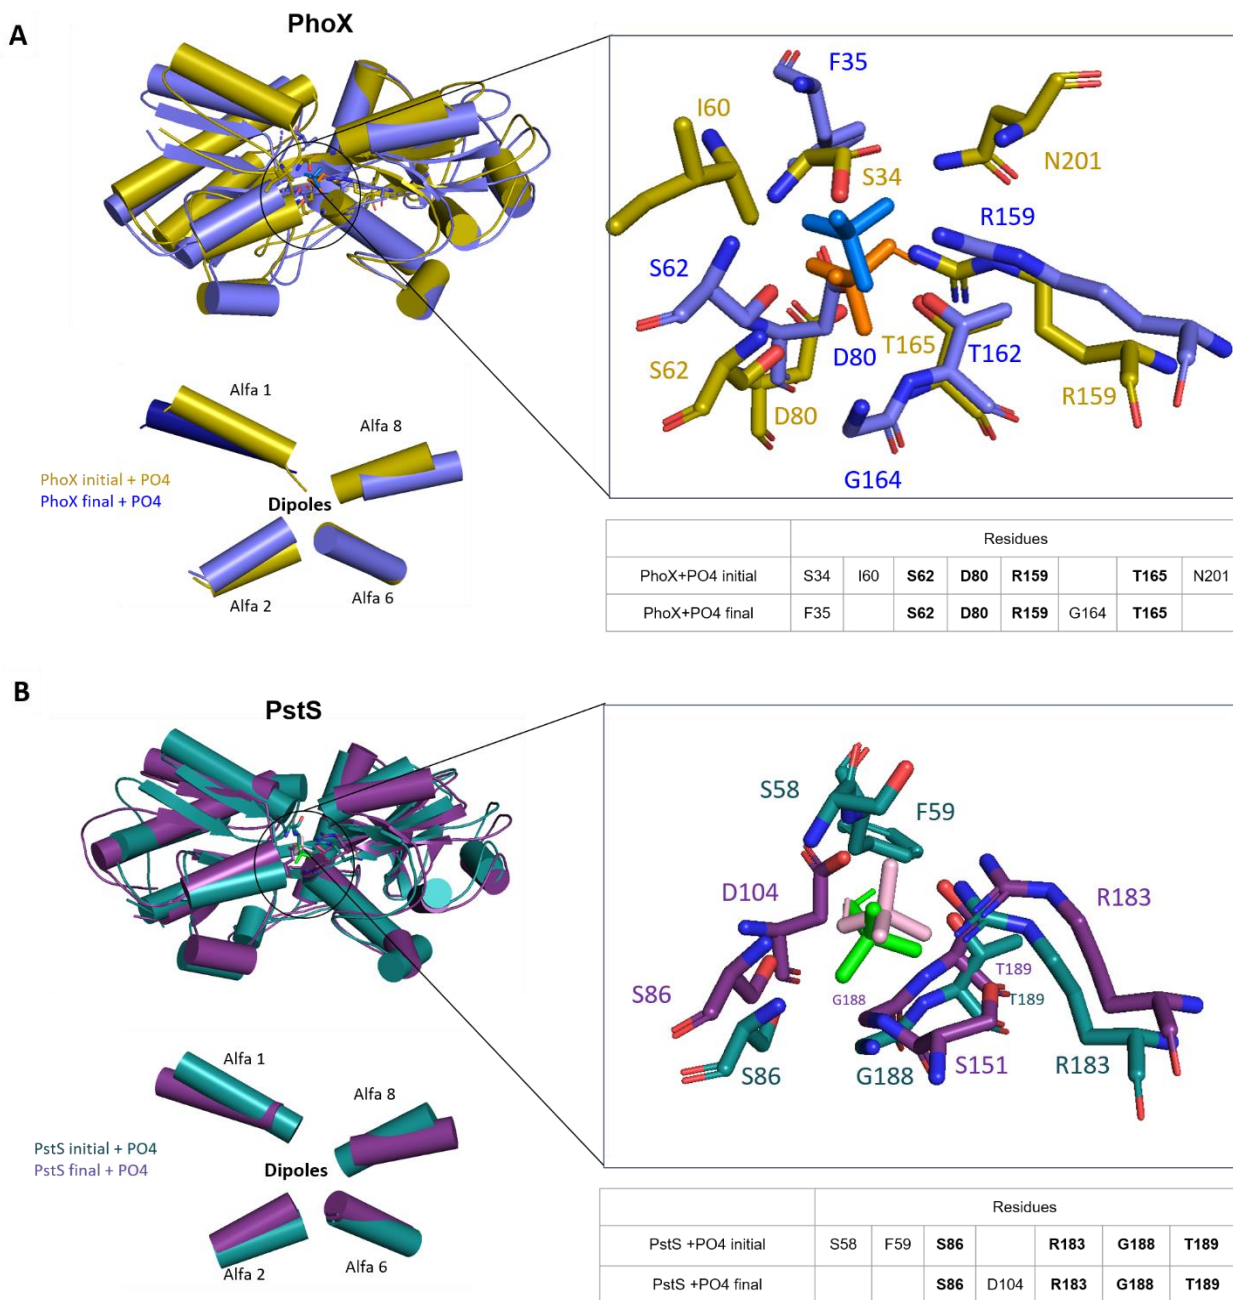 A
PhoX
F35
I60
S34
N201
R159
S62
S62
D80
D80
T165
T162
R159
G164
Alfa 1
Alfa 8
PhoX initial + PO4
PhoX final + PO4
Dipoles
Alfa 2
Alfa 6
Residues
PhoX+PO4 initial S34 I60 S62 D80 R159 T165 N201
PhoX+PO4 final F35 S62 D80 R159 G164 T165
B
PstS
S58
F59
D104
R183
S86
T189
T189
G188
S86
G188
S151
R183
Alfa 1
Alfa 8
PstS initial + PO4
PstS final + PO4
Dipoles
Alfa 2
Alfa 6
Residues
PstS +PO4 initial S58 F59 S86 R183 G188 T189
PstS +PO4 final S86 D104 R183 G188 T189